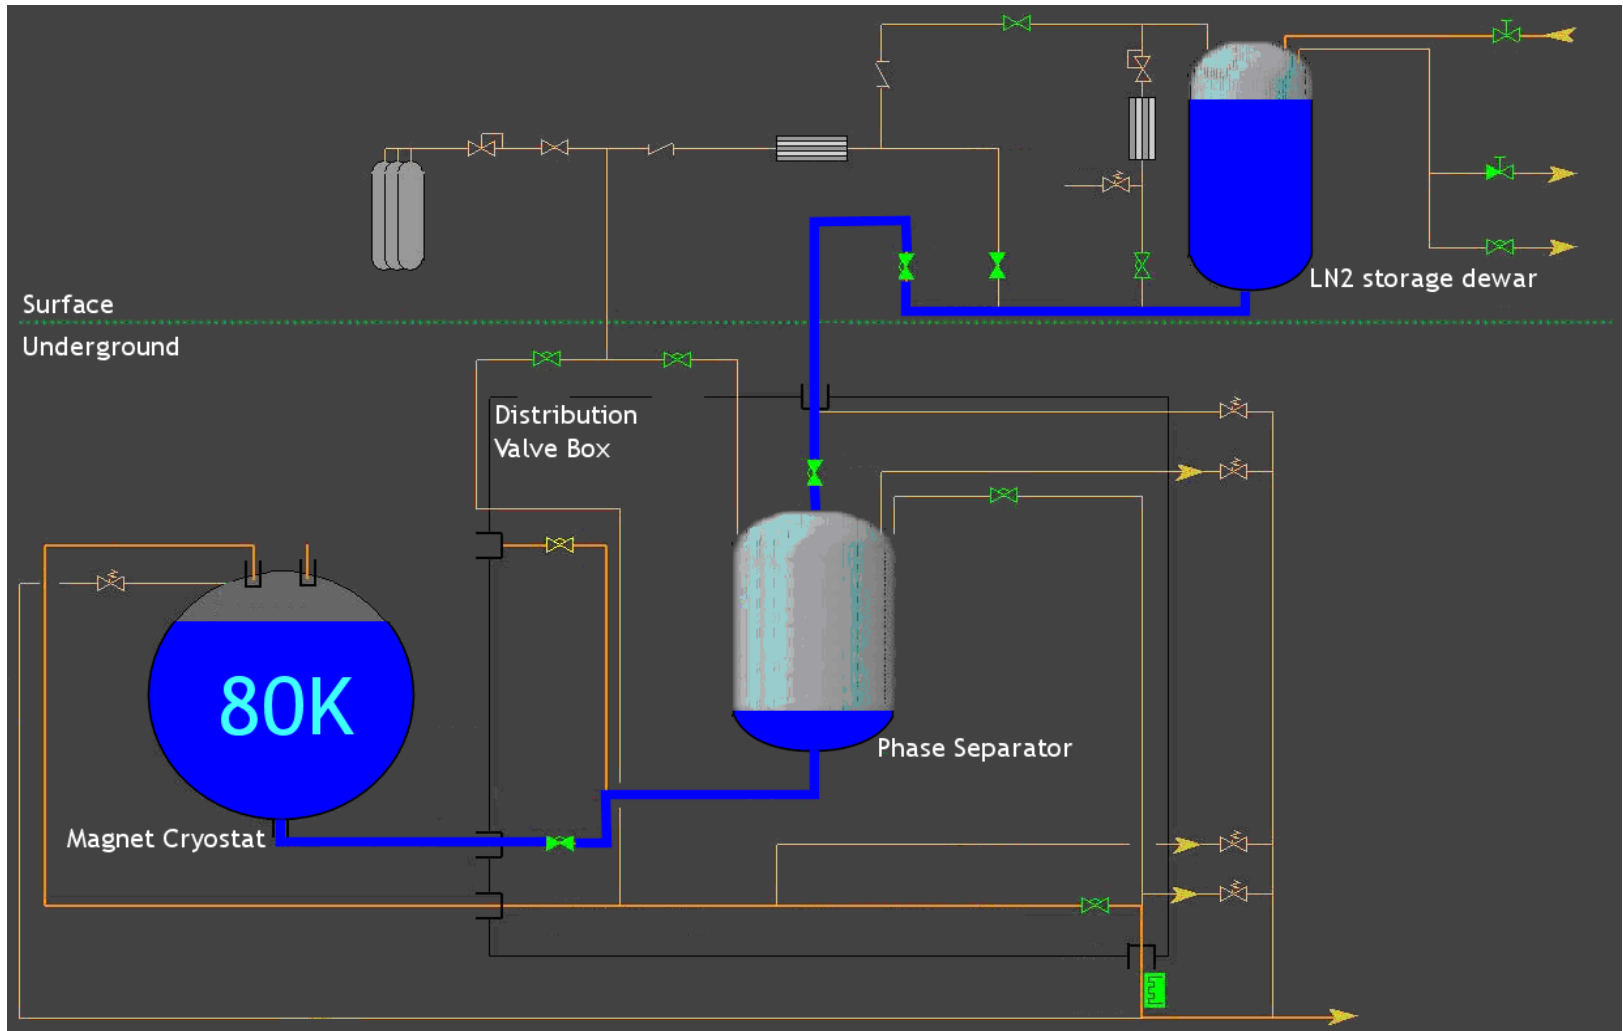 LN2 storage dewar
Surface
Underground
Distribution
Valve Box
80K
Phase Separator
Magnet Cryostat